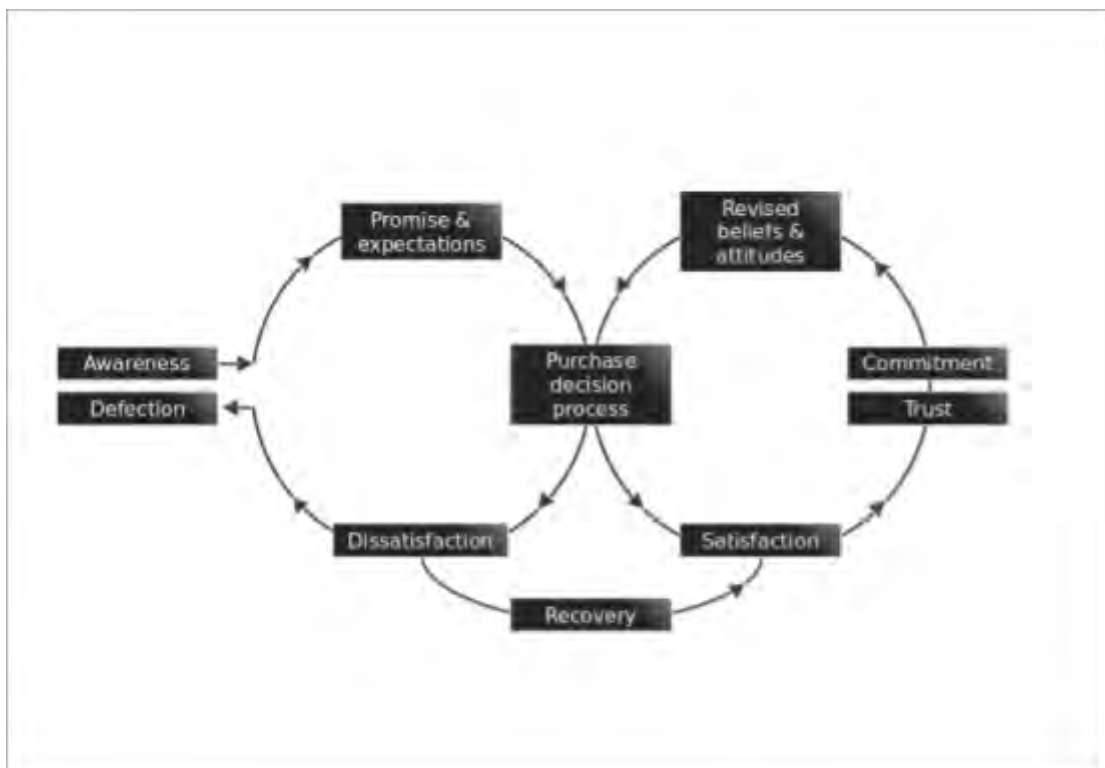 Promise &
expectations
Revised
beliefs &
attitudes
Awareness
Defection
Purchase
decision
process
Commitment
Trust
Dissatisfaction
Satisfaction
Recovery